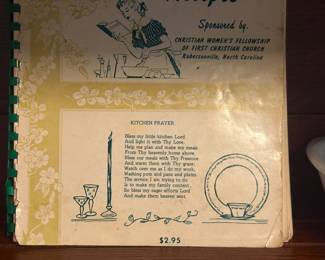 Sponsored by:
CHRISTIAN WOMEN'S FELLOWSHIP
OF FIRST CHRISTIAN CHURCH
Robersonville, North Carolina
KITCHEN PRAYER
Bless my little kitchen Lord
And light it with Thy Love.
Help me plan and make my meals
From Thy heavenly home above.
Bless our meals with Thy Presence
And warm them with Thy grace;
Watch over me as I do my work,
Washing pots and pans and plates.
The service I am trying to do
Is to make my family content,
So bless my eager efforts Lord
And make them heaven sent.
$2.95